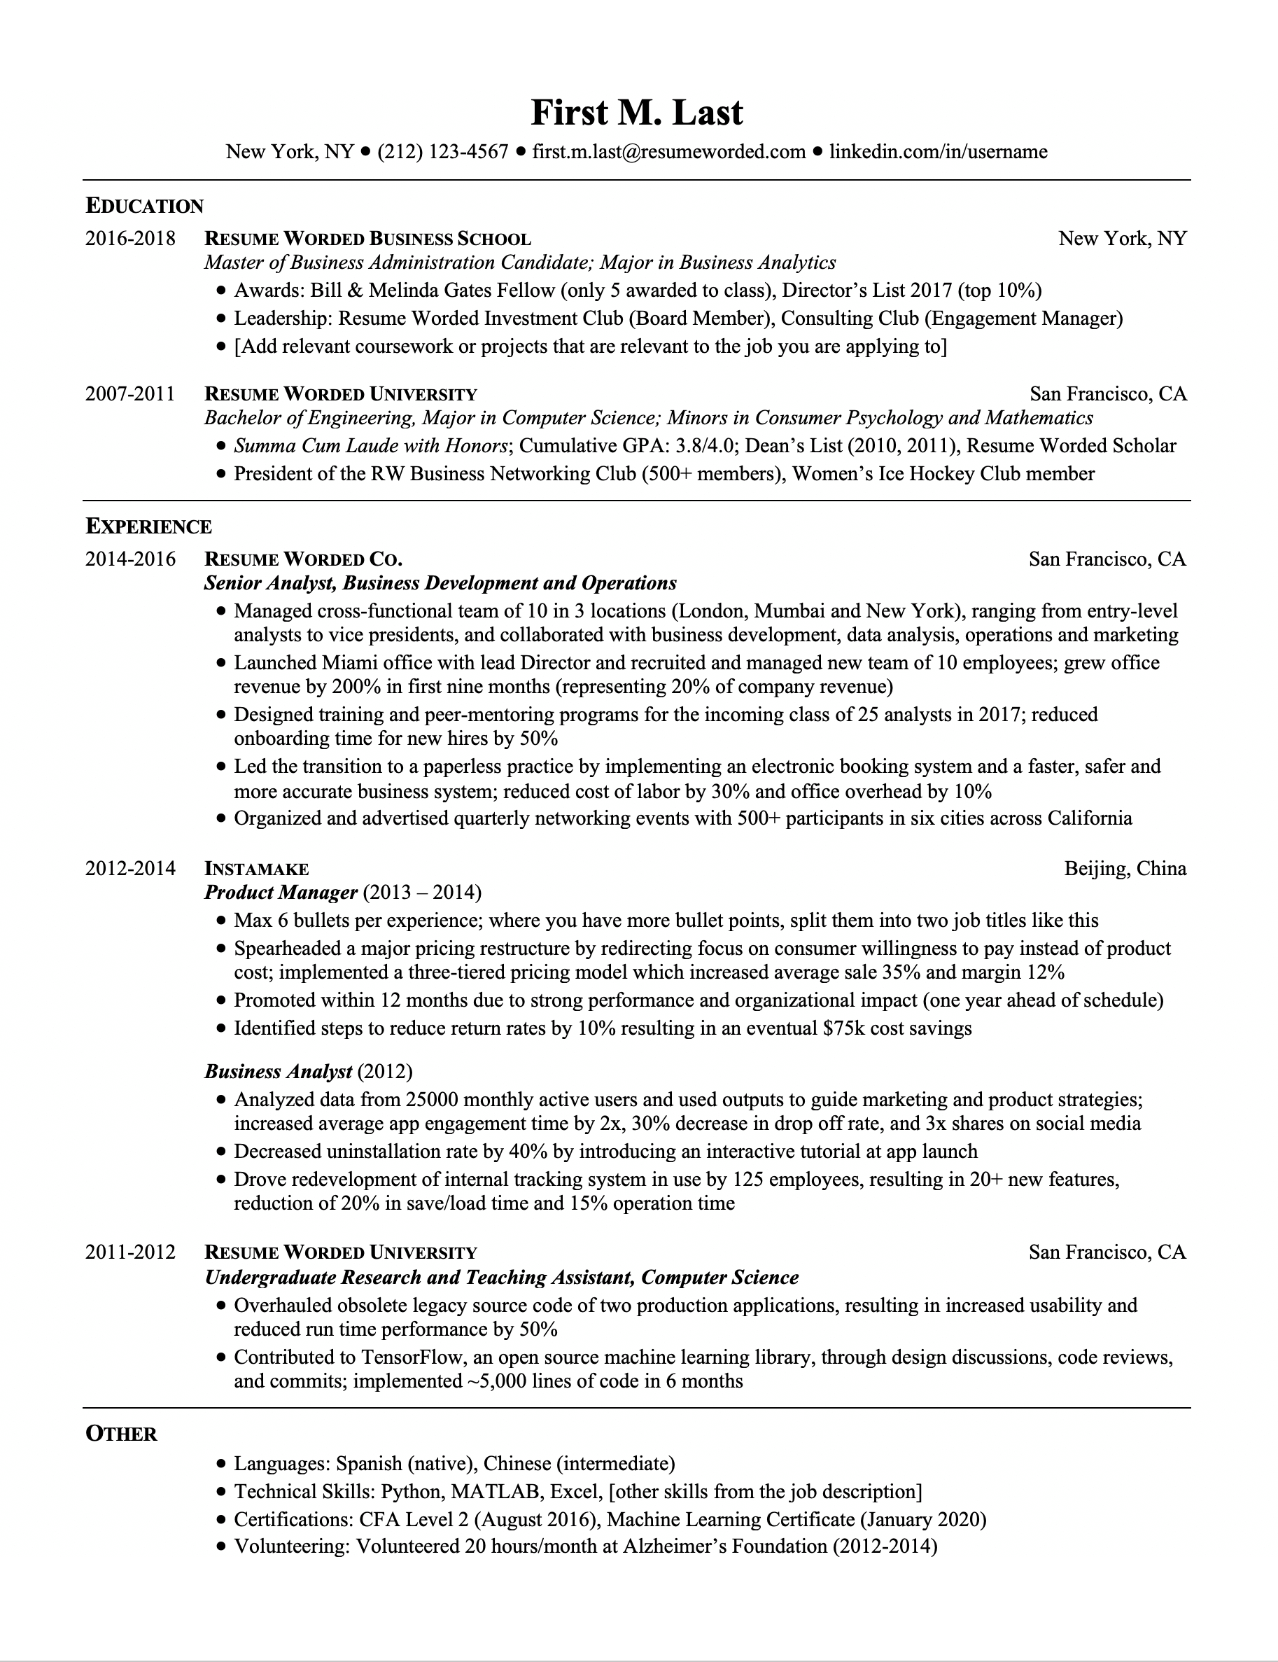 First M. Last
New York, NY ● (212) 123-4567 ● first.m.last@resumeworded.com ● linkedin.com/in/username
EDUCATION
2016-2018 RESUME WORDED BUSINESS SCHOOL New York, NY
Master of Business Administration Candidate; Major in Business Analytics
● Awards: Bill & Melinda Gates Fellow (only 5 awarded to class), Director’s List 2017 (top 10%)
● Leadership: Resume Worded Investment Club (Board Member), Consulting Club (Engagement Manager)
● [Add relevant coursework or projects that are relevant to the job you are applying to]
2007-2011 RESUME WORDED UNIVERSITY San Francisco, CA
Bachelor of Engineering, Major in Computer Science; Minors in Consumer Psychology and Mathematics
● Summa Cum Laude with Honors; Cumulative GPA: 3.8/4.0; Dean’s List (2010, 2011), Resume Worded Scholar
● President of the RW Business Networking Club (500+ members), Women’s Ice Hockey Club member
EXPERIENCE
2014-2016 RESUME WORDED CO. San Francisco, CA
Senior Analyst, Business Development and Operations
● Managed cross-functional team of 10 in 3 locations (London, Mumbai and New York), ranging from entry-level
analysts to vice presidents, and collaborated with business development, data analysis, operations and marketing
● Launched Miami office with lead Director and recruited and managed new team of 10 employees; grew office
revenue by 200% in first nine months (representing 20% of company revenue)
● Designed training and peer-mentoring programs for the incoming class of 25 analysts in 2017; reduced
onboarding time for new hires by 50%
● Led the transition to a paperless practice by implementing an electronic booking system and a faster, safer and
more accurate business system; reduced cost of labor by 30% and office overhead by 10%
● Organized and advertised quarterly networking events with 500+ participants in six cities across California
2012-2014 INSTAMAKE Beijing, China
Product Manager (2013 – 2014)
● Max 6 bullets per experience; where you have more bullet points, split them into two job titles like this
● Spearheaded a major pricing restructure by redirecting focus on consumer willingness to pay instead of product
cost; implemented a three-tiered pricing model which increased average sale 35% and margin 12%
● Promoted within 12 months due to strong performance and organizational impact (one year ahead of schedule)
● Identified steps to reduce return rates by 10% resulting in an eventual $75k cost savings
Business Analyst (2012)
● Analyzed data from 25000 monthly active users and used outputs to guide marketing and product strategies;
increased average app engagement time by 2x, 30% decrease in drop off rate, and 3x shares on social media
● Decreased uninstallation rate by 40% by introducing an interactive tutorial at app launch
● Drove redevelopment of internal tracking system in use by 125 employees, resulting in 20+ new features,
reduction of 20% in save/load time and 15% operation time
2011-2012 RESUME WORDED UNIVERSITY San Francisco, CA
Undergraduate Research and Teaching Assistant, Computer Science
● Overhauled obsolete legacy source code of two production applications, resulting in increased usability and
reduced run time performance by 50%
● Contributed to TensorFlow, an open source machine learning library, through design discussions, code reviews,
and commits; implemented ~5,000 lines of code in 6 months
OTHER
● Languages: Spanish (native), Chinese (intermediate)
● Technical Skills: Python, MATLAB, Excel, [other skills from the job description]
● Certifications: CFA Level 2 (August 2016), Machine Learning Certificate (January 2020)
● Volunteering: Volunteered 20 hours/month at Alzheimer’s Foundation (2012-2014)